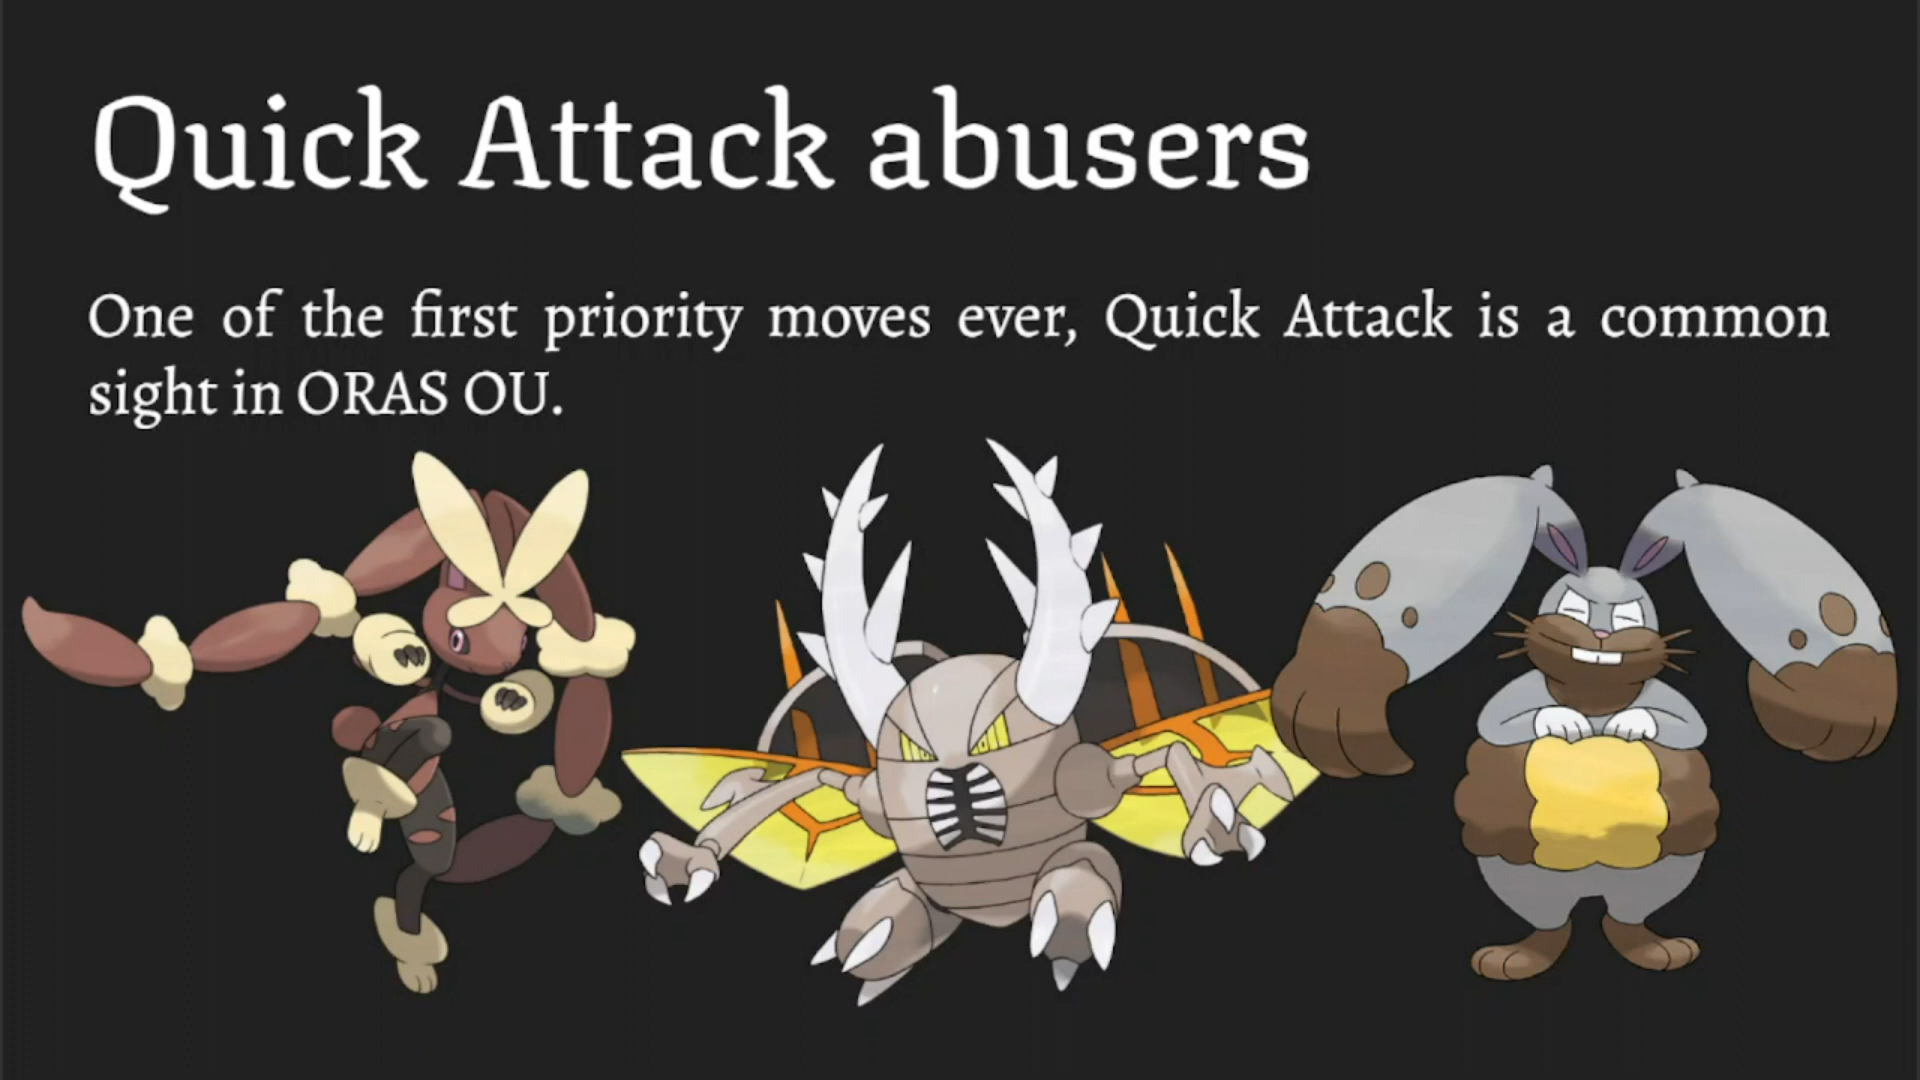 Quick Attack abusers
One of the first priority moves ever, Quick Attack is a common
sight in ORAS OU.